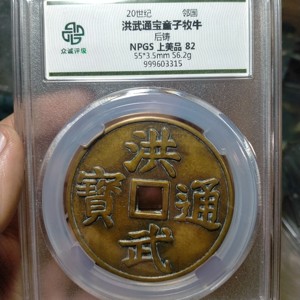 20世纪 邻国
洪武通宝童子牧牛
后铸
NPGS 上美品 82
55*3.5mm 56.2g
999603315
众诚评级
洪
寶 通
武